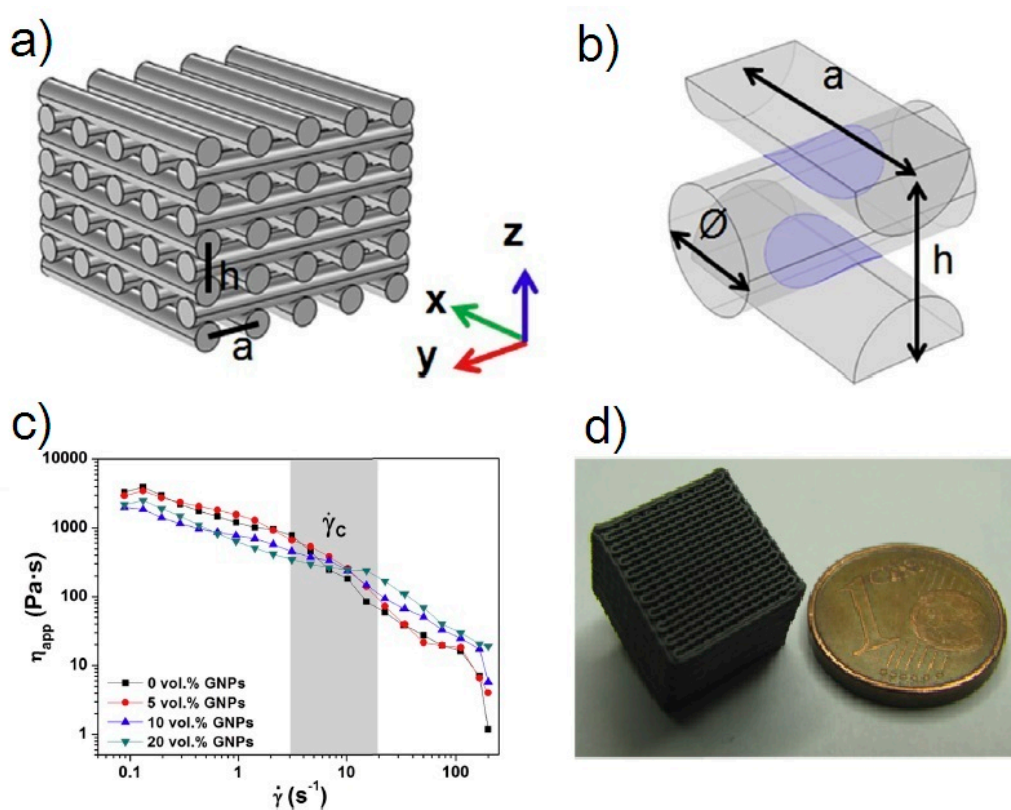 a)
h
a
z
x
y
b)
a
Ø
h
c)
10000
1000
100
10
1
η_app (Pa·s)
γ̇_c
0 vol.% GNPs
5 vol.% GNPs
10 vol.% GNPs
20 vol.% GNPs
0.1 1 10 100
γ̇ (s⁻¹)
d)
1